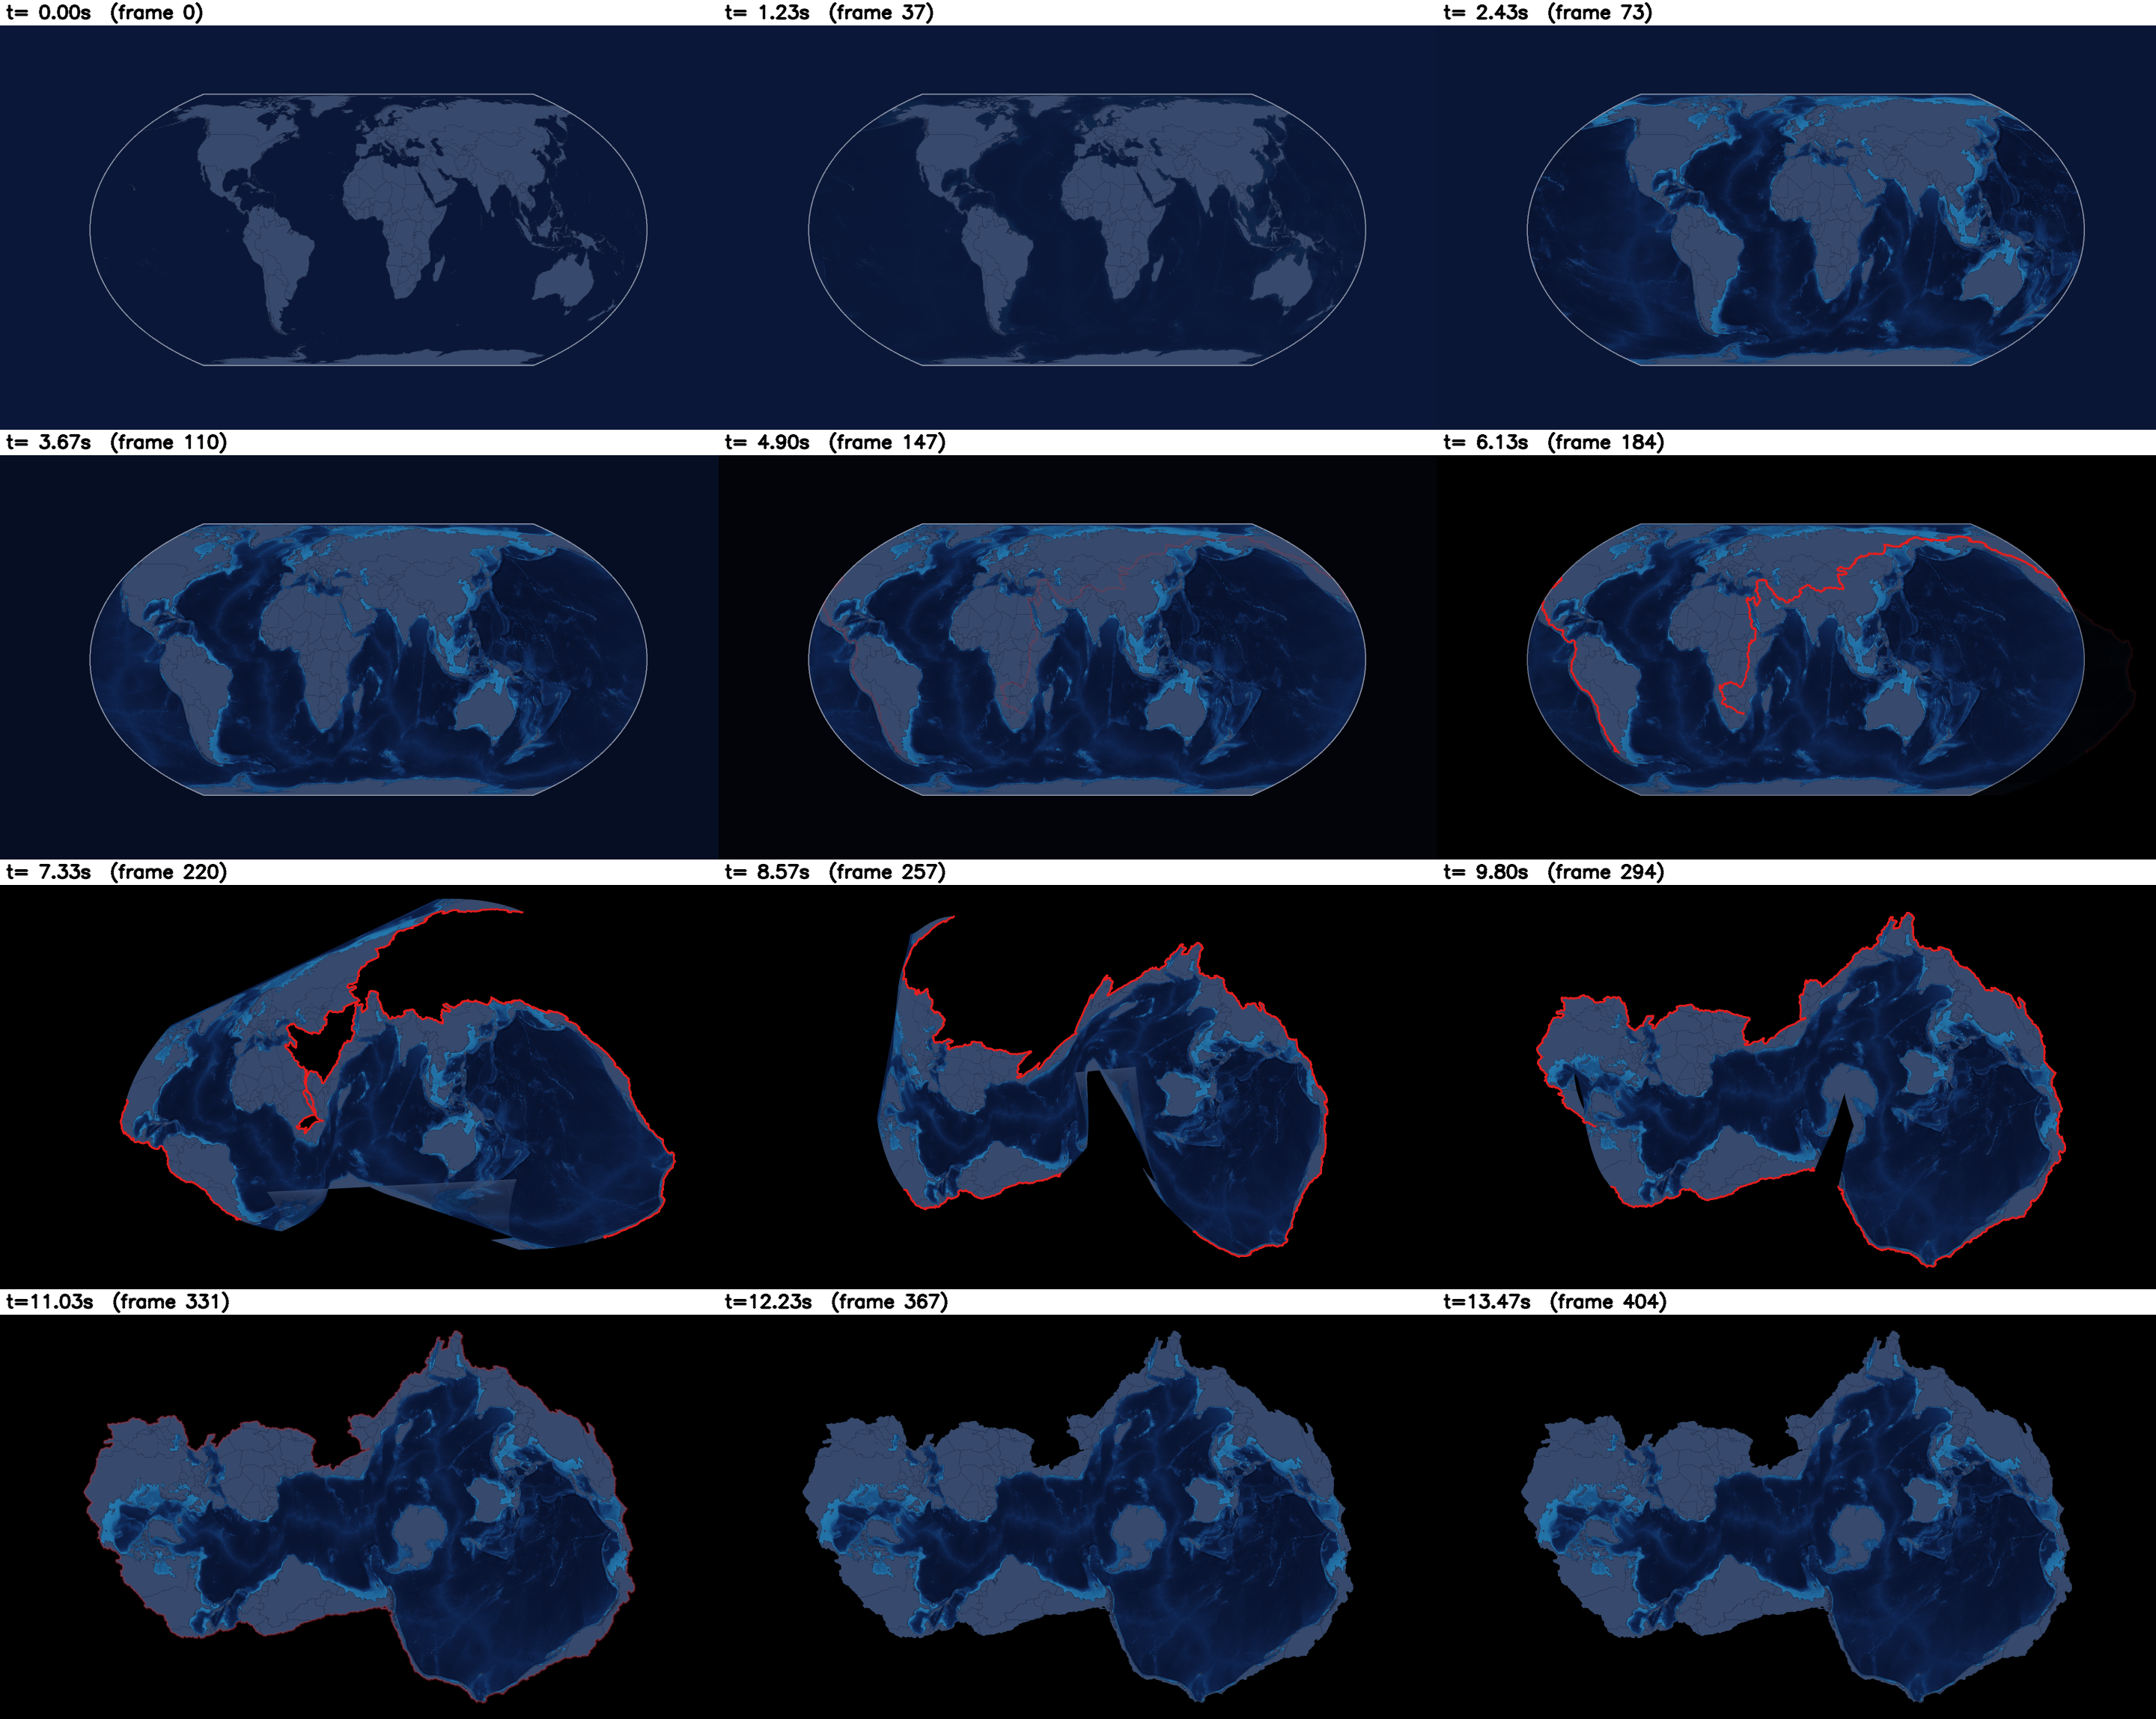 t= 0.00s (frame 0)
t= 1.23s (frame 37)
t= 2.43s (frame 73)
t= 3.67s (frame 110)
t= 4.90s (frame 147)
t= 6.13s (frame 184)
t= 7.33s (frame 220)
t= 8.57s (frame 257)
t= 9.80s (frame 294)
t=11.03s (frame 331)
t=12.23s (frame 367)
t=13.47s (frame 404)